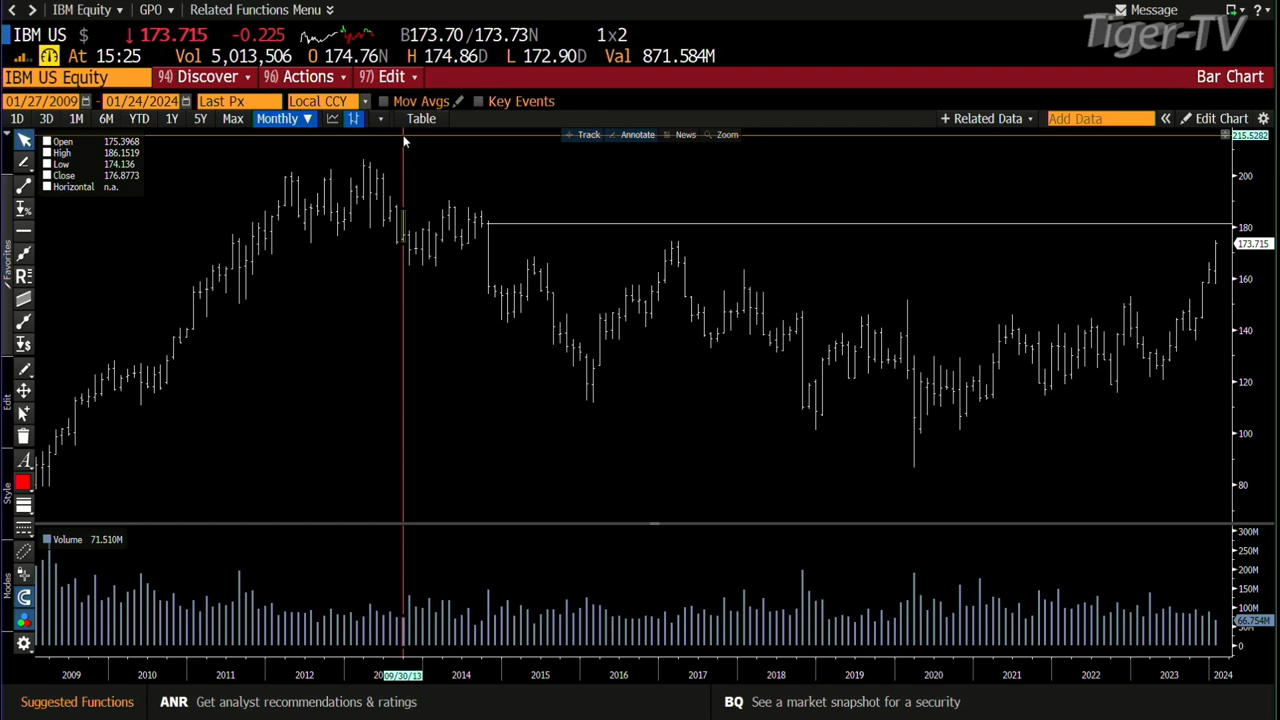 IBM Equity GPO Related Functions Menu Message
IBM US $ 173.715 -0.225 B173.70/173.73N 1x2
At 15:25 Vol 5,013,506 O 174.76N H 174.86D L 172.90D Val 871.584M
Tiger-TV
IBM US Equity 94) Discover 96) Actions 97) Edit Bar Chart
01/27/2009 - 01/24/2024 Last Px Local CCY Mov Avgs Key Events
1D 3D 1M 6M YTD 1Y 5Y Max Monthly ▼ Table + Related Data Add Data « Edit Chart
Track Annotate News Zoom
215.5282
Open 175.3968
High 186.1519
Low 174.136
Close 176.8773
Horizontal n.a.
200
180
173.715
160
140
120
100
80
Favorites
Edit
Style
Modes
Volume 71.510M
300M
250M
200M
150M
100M
66.754M
0
2009 2010 2011 2012 20 09/30/13 2014 2015 2016 2017 2018 2019 2020 2021 2022 2023 2024
Suggested Functions ANR Get analyst recommendations & ratings BQ See a market snapshot for a security